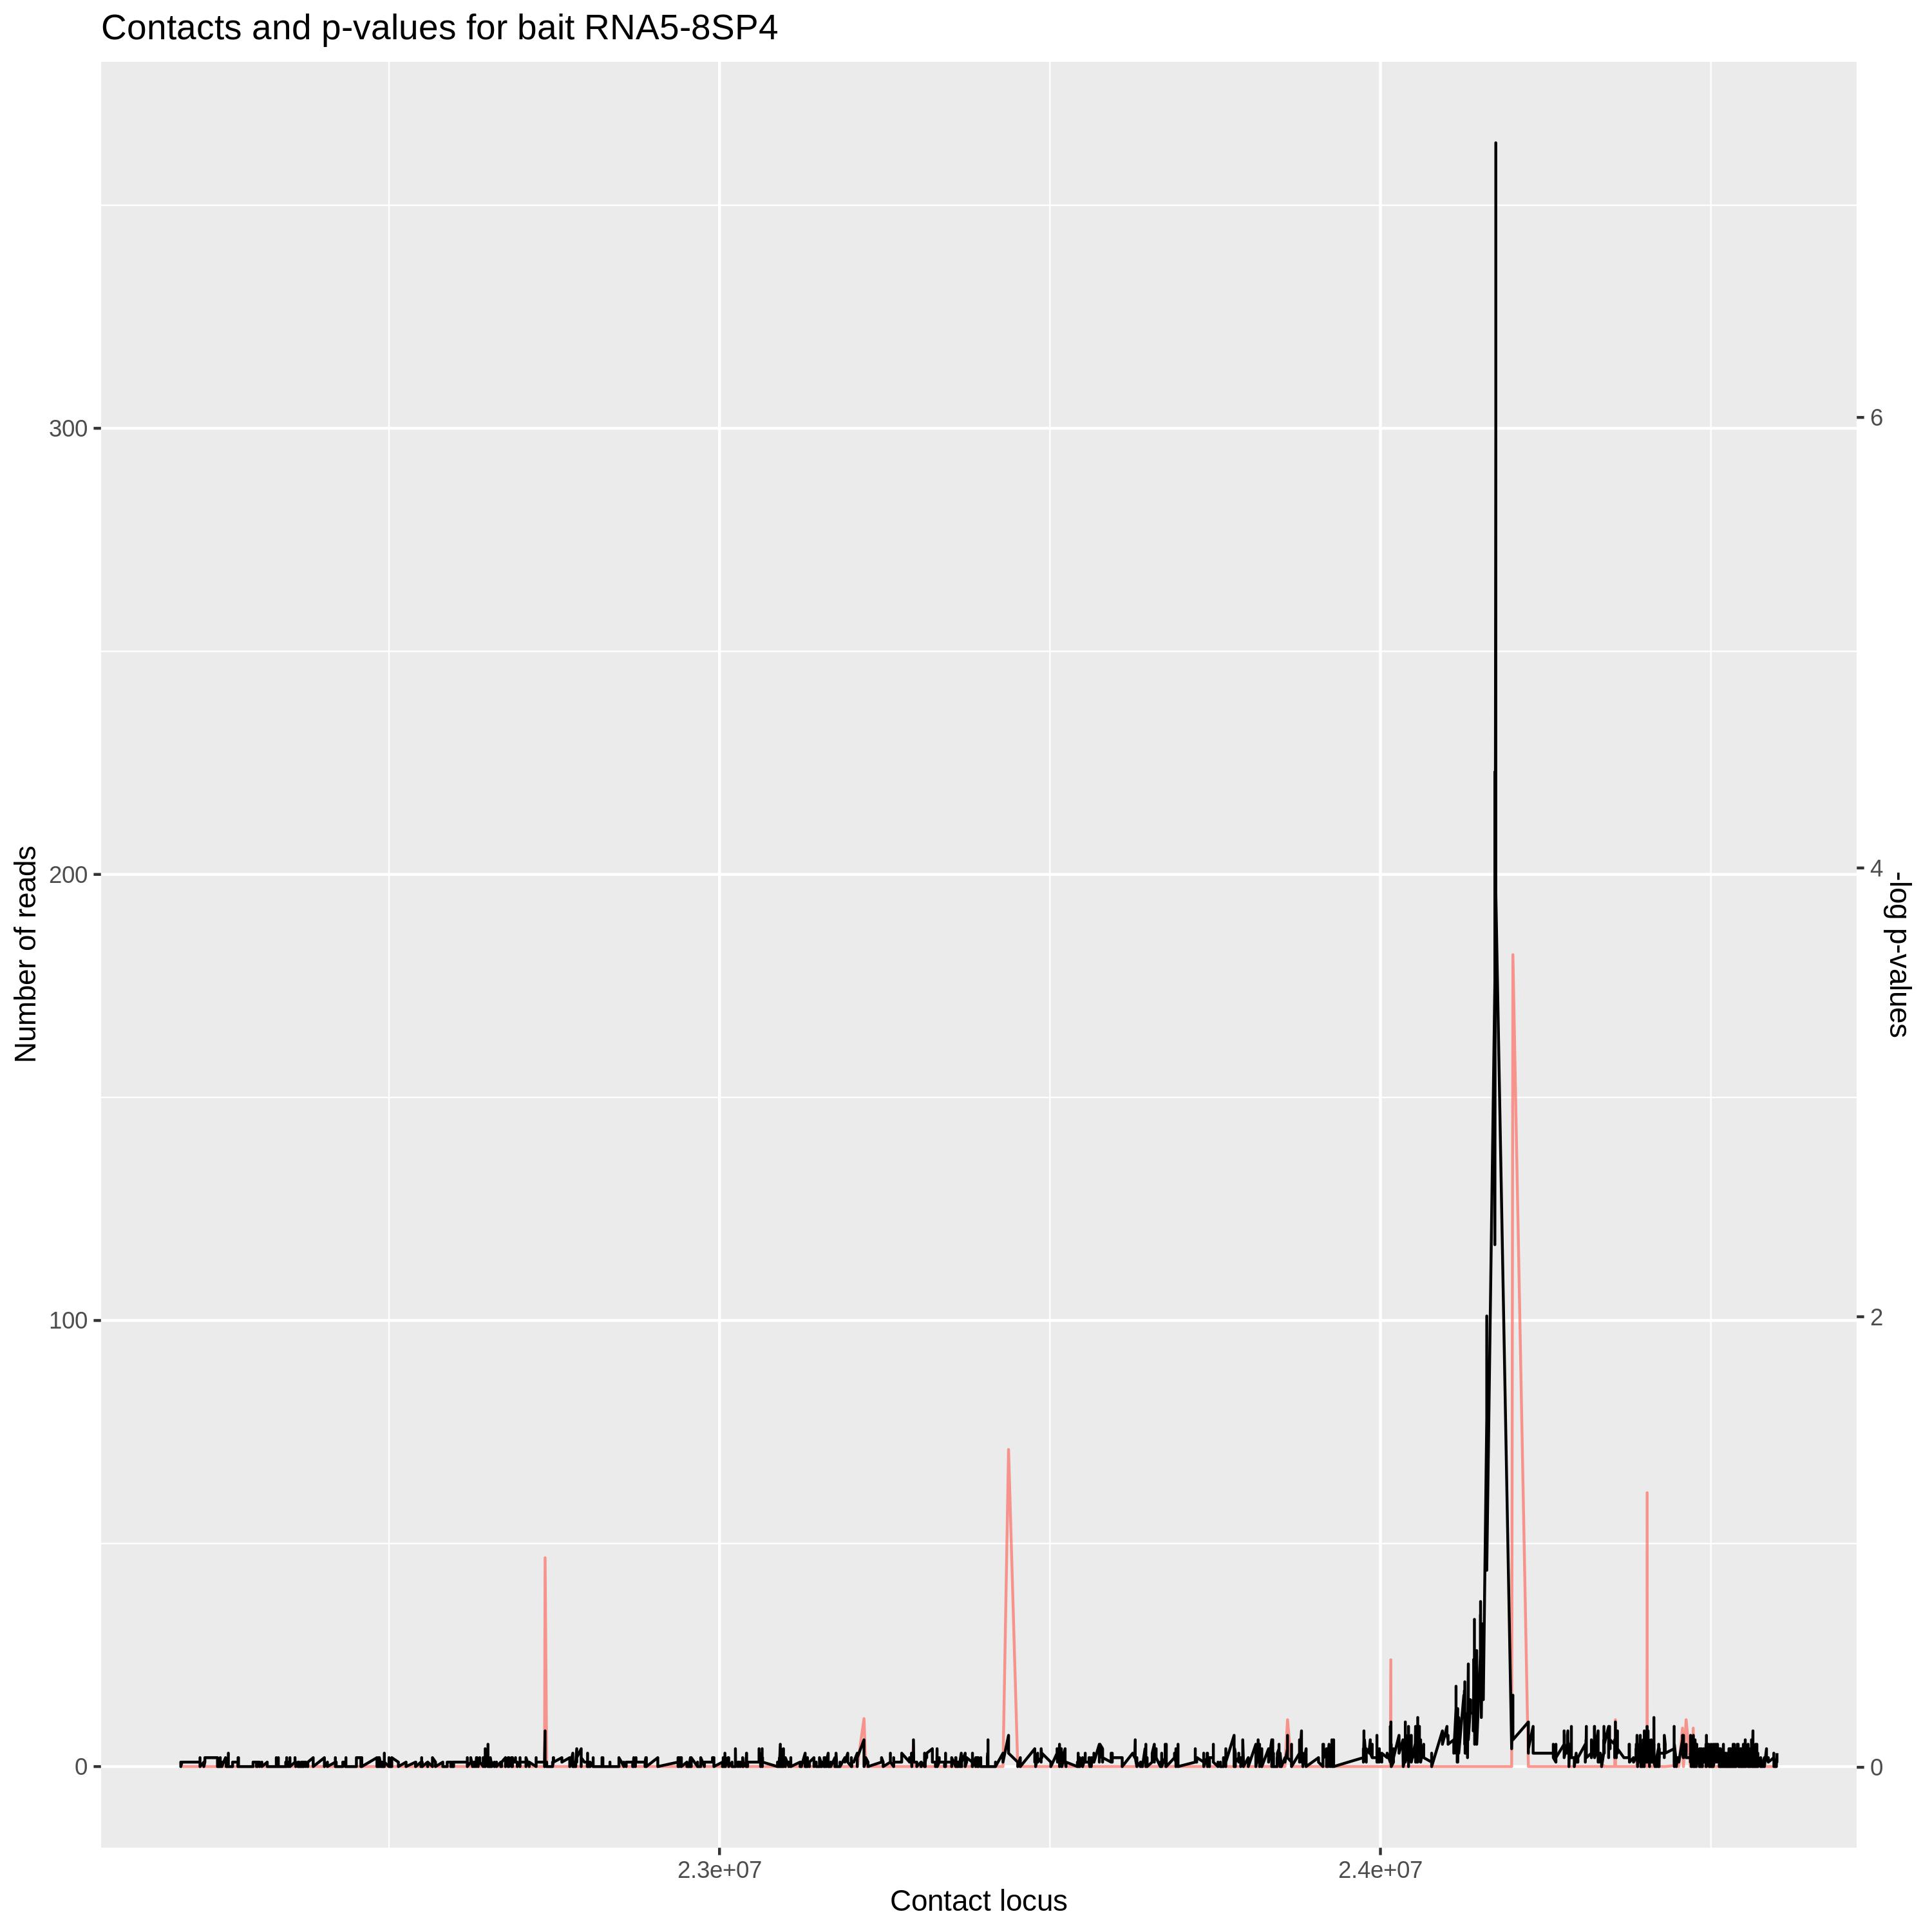 Contacts and p-values for bait RNA5-8SP4
Number of reads
300
200
100
0
6
4
2
0
-log p-values
2.3e+07
2.4e+07
Contact locus